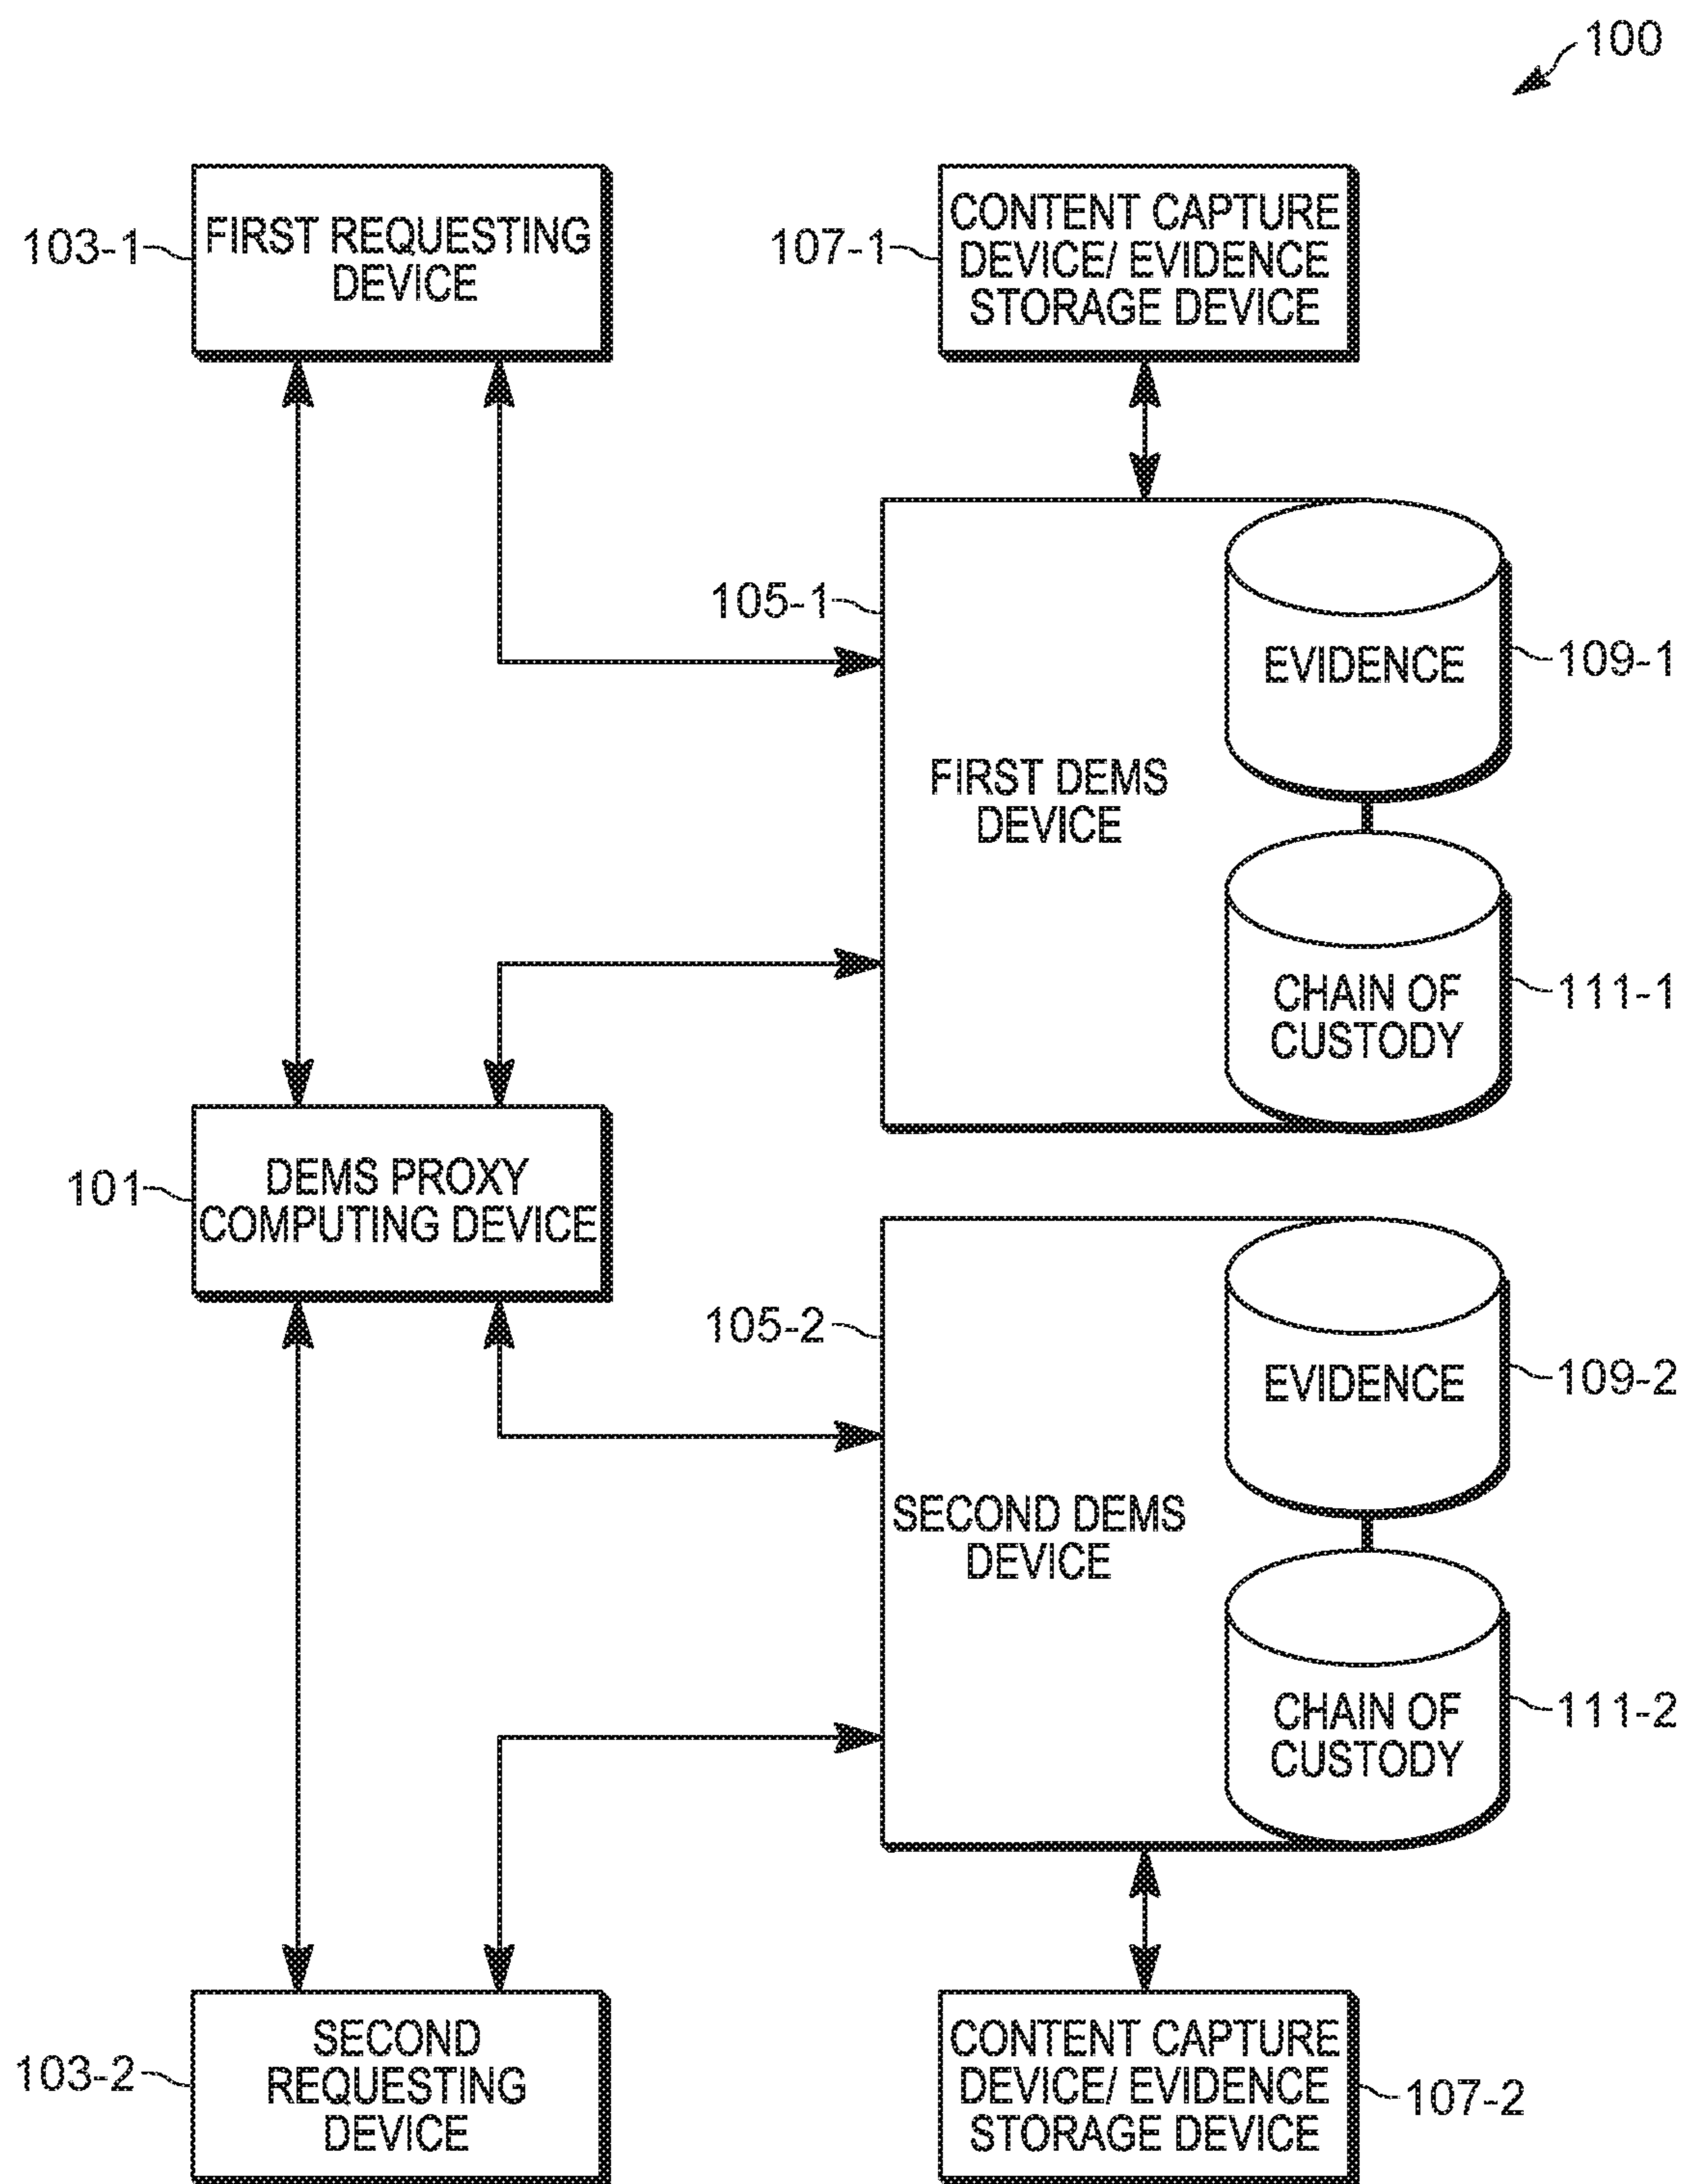 100
103-1
FIRST REQUESTING
DEVICE
107-1
CONTENT CAPTURE
DEVICE/ EVIDENCE
STORAGE DEVICE
105-1
FIRST DEMS
DEVICE
EVIDENCE
109-1
CHAIN OF
CUSTODY
111-1
101
DEMS PROXY
COMPUTING DEVICE
105-2
SECOND DEMS
DEVICE
EVIDENCE
109-2
CHAIN OF
CUSTODY
111-2
103-2
SECOND
REQUESTING
DEVICE
CONTENT CAPTURE
DEVICE/ EVIDENCE
STORAGE DEVICE
107-2